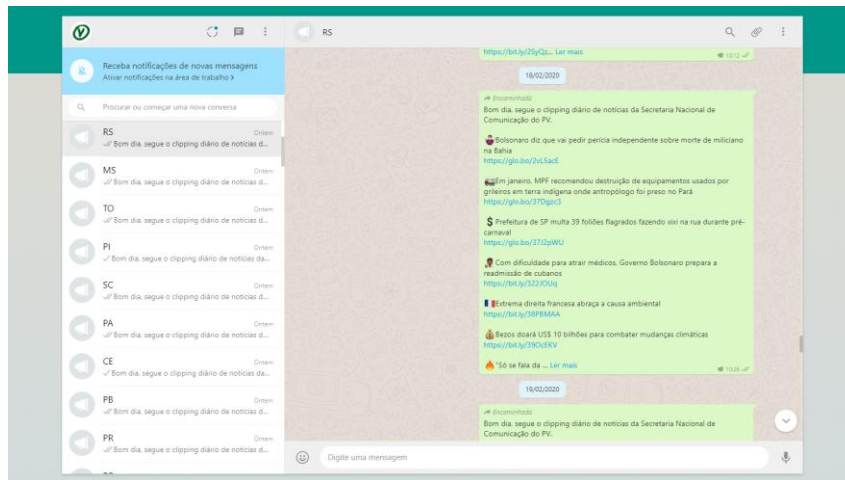 RS
Receba notificações de novas mensagens
Ativar notificações na área de trabalho >
Procurar ou começar uma nova conversa
RS
Ontem
Bom dia, segue o clipping diário de notícias d...
MS
Ontem
Bom dia, segue o clipping diário de notícias d...
TO
Ontem
Bom dia, segue o clipping diário de notícias d...
PI
Ontem
Bom dia, segue o clipping diário de notícias da...
SC
Ontem
Bom dia, segue o clipping diário de notícias d...
PA
Ontem
Bom dia, segue o clipping diário de notícias d...
CE
Ontem
Bom dia, segue o clipping diário de notícias da...
PB
Ontem
Bom dia, segue o clipping diário de notícias d...
PR
Ontem
Bom dia, segue o clipping diário de notícias d...
https://bit.ly/2SyQz... Ler mais
10:12
18/02/2020
Encaminhada
Bom dia, segue o clipping diário de notícias da Secretaria Nacional de
Comunicação do PV.
Bolsonaro diz que vai pedir perícia independente sobre morte de miliciano
na Bahia
https://glo.bo/2vLSacE
Em janeiro, MPF recomendou destruição de equipamentos usados por
grileiros em terra indígena onde antropólogo foi preso no Pará
https://glo.bo/37Dgzc3
Prefeitura de SP multa 39 foliões flagrados fazendo xixi na rua durante pré-
carnaval
https://glo.bo/37J2pWU
Com dificuldade para atrair médicos, Governo Bolsonaro prepara a
readmissão de cubanos
https://bit.ly/322JOUq
Extrema direita francesa abraça a causa ambiental
https://bit.ly/38PBMAA
Bezos doará US$ 10 bilhões para combater mudanças climáticas
https://bit.ly/39OcEKV
"Só se fala da ... Ler mais
10:26
19/02/2020
Encaminhada
Bom dia, segue o clipping diário de notícias da Secretaria Nacional de
Comunicação do PV.
Digite uma mensagem